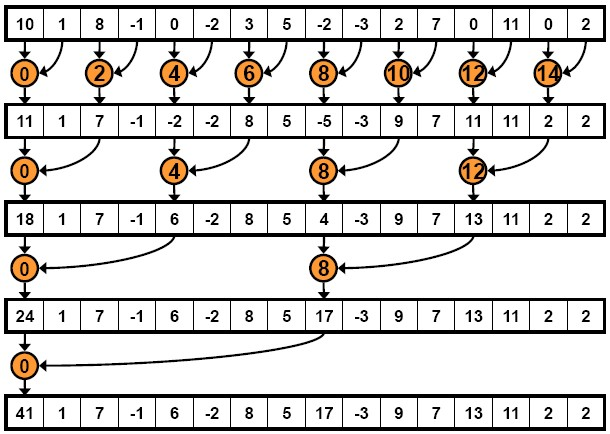 10 1 8 -1 0 -2 3 5 -2 -3 2 7 0 11 0 2
0 2 4 6 8 10 12 14
11 1 7 -1 -2 -2 8 5 -5 -3 9 7 11 11 2 2
0 4 8 12
18 1 7 -1 6 -2 8 5 4 -3 9 7 13 11 2 2
0 8
24 1 7 -1 6 -2 8 5 17 -3 9 7 13 11 2 2
0
41 1 7 -1 6 -2 8 5 17 -3 9 7 13 11 2 2